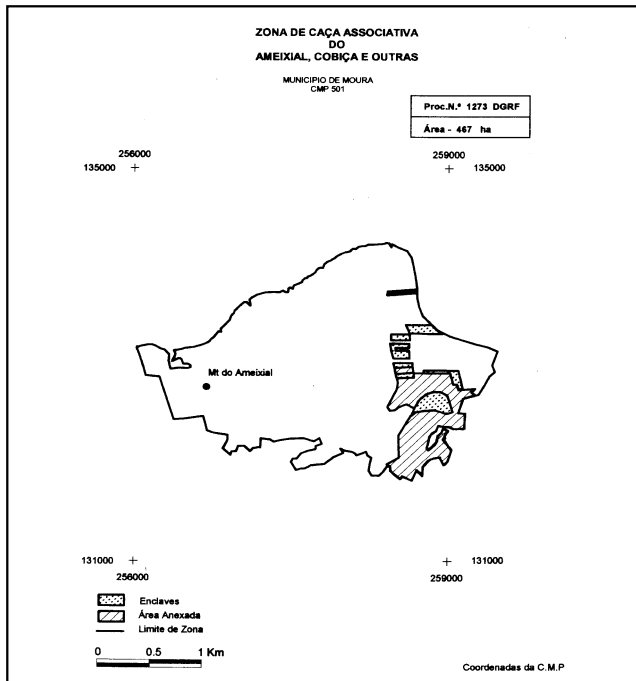 ZONA DE CAÇA ASSOCIATIVA
DO
AMEIXIAL, COBIÇA E OUTRAS
MUNICIPIO DE MOURA
CMP 501
Proc.N.º 1273 DGRF
Área - 467 ha
256000
135000
259000
135000
Mt do Ameixial
131000
256000
131000
259000
Enclaves
Área Anexada
Limite de Zona
0 0.5 1 Km
Coordenadas da C.M.P